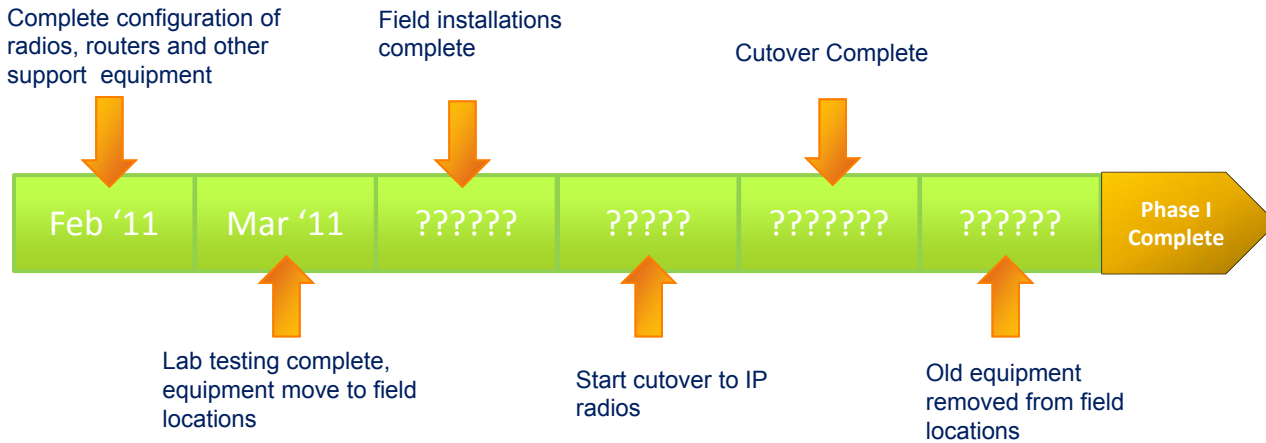 Complete configuration of
radios, routers and other
support  equipment
Field installations
complete
Cutover Complete
Feb ‘11
Mar ‘11
??????
?????
???????
??????
Phase I
Complete
Lab testing complete,
equipment move to field
locations
Start cutover to IP
radios
Old equipment
removed from field
locations